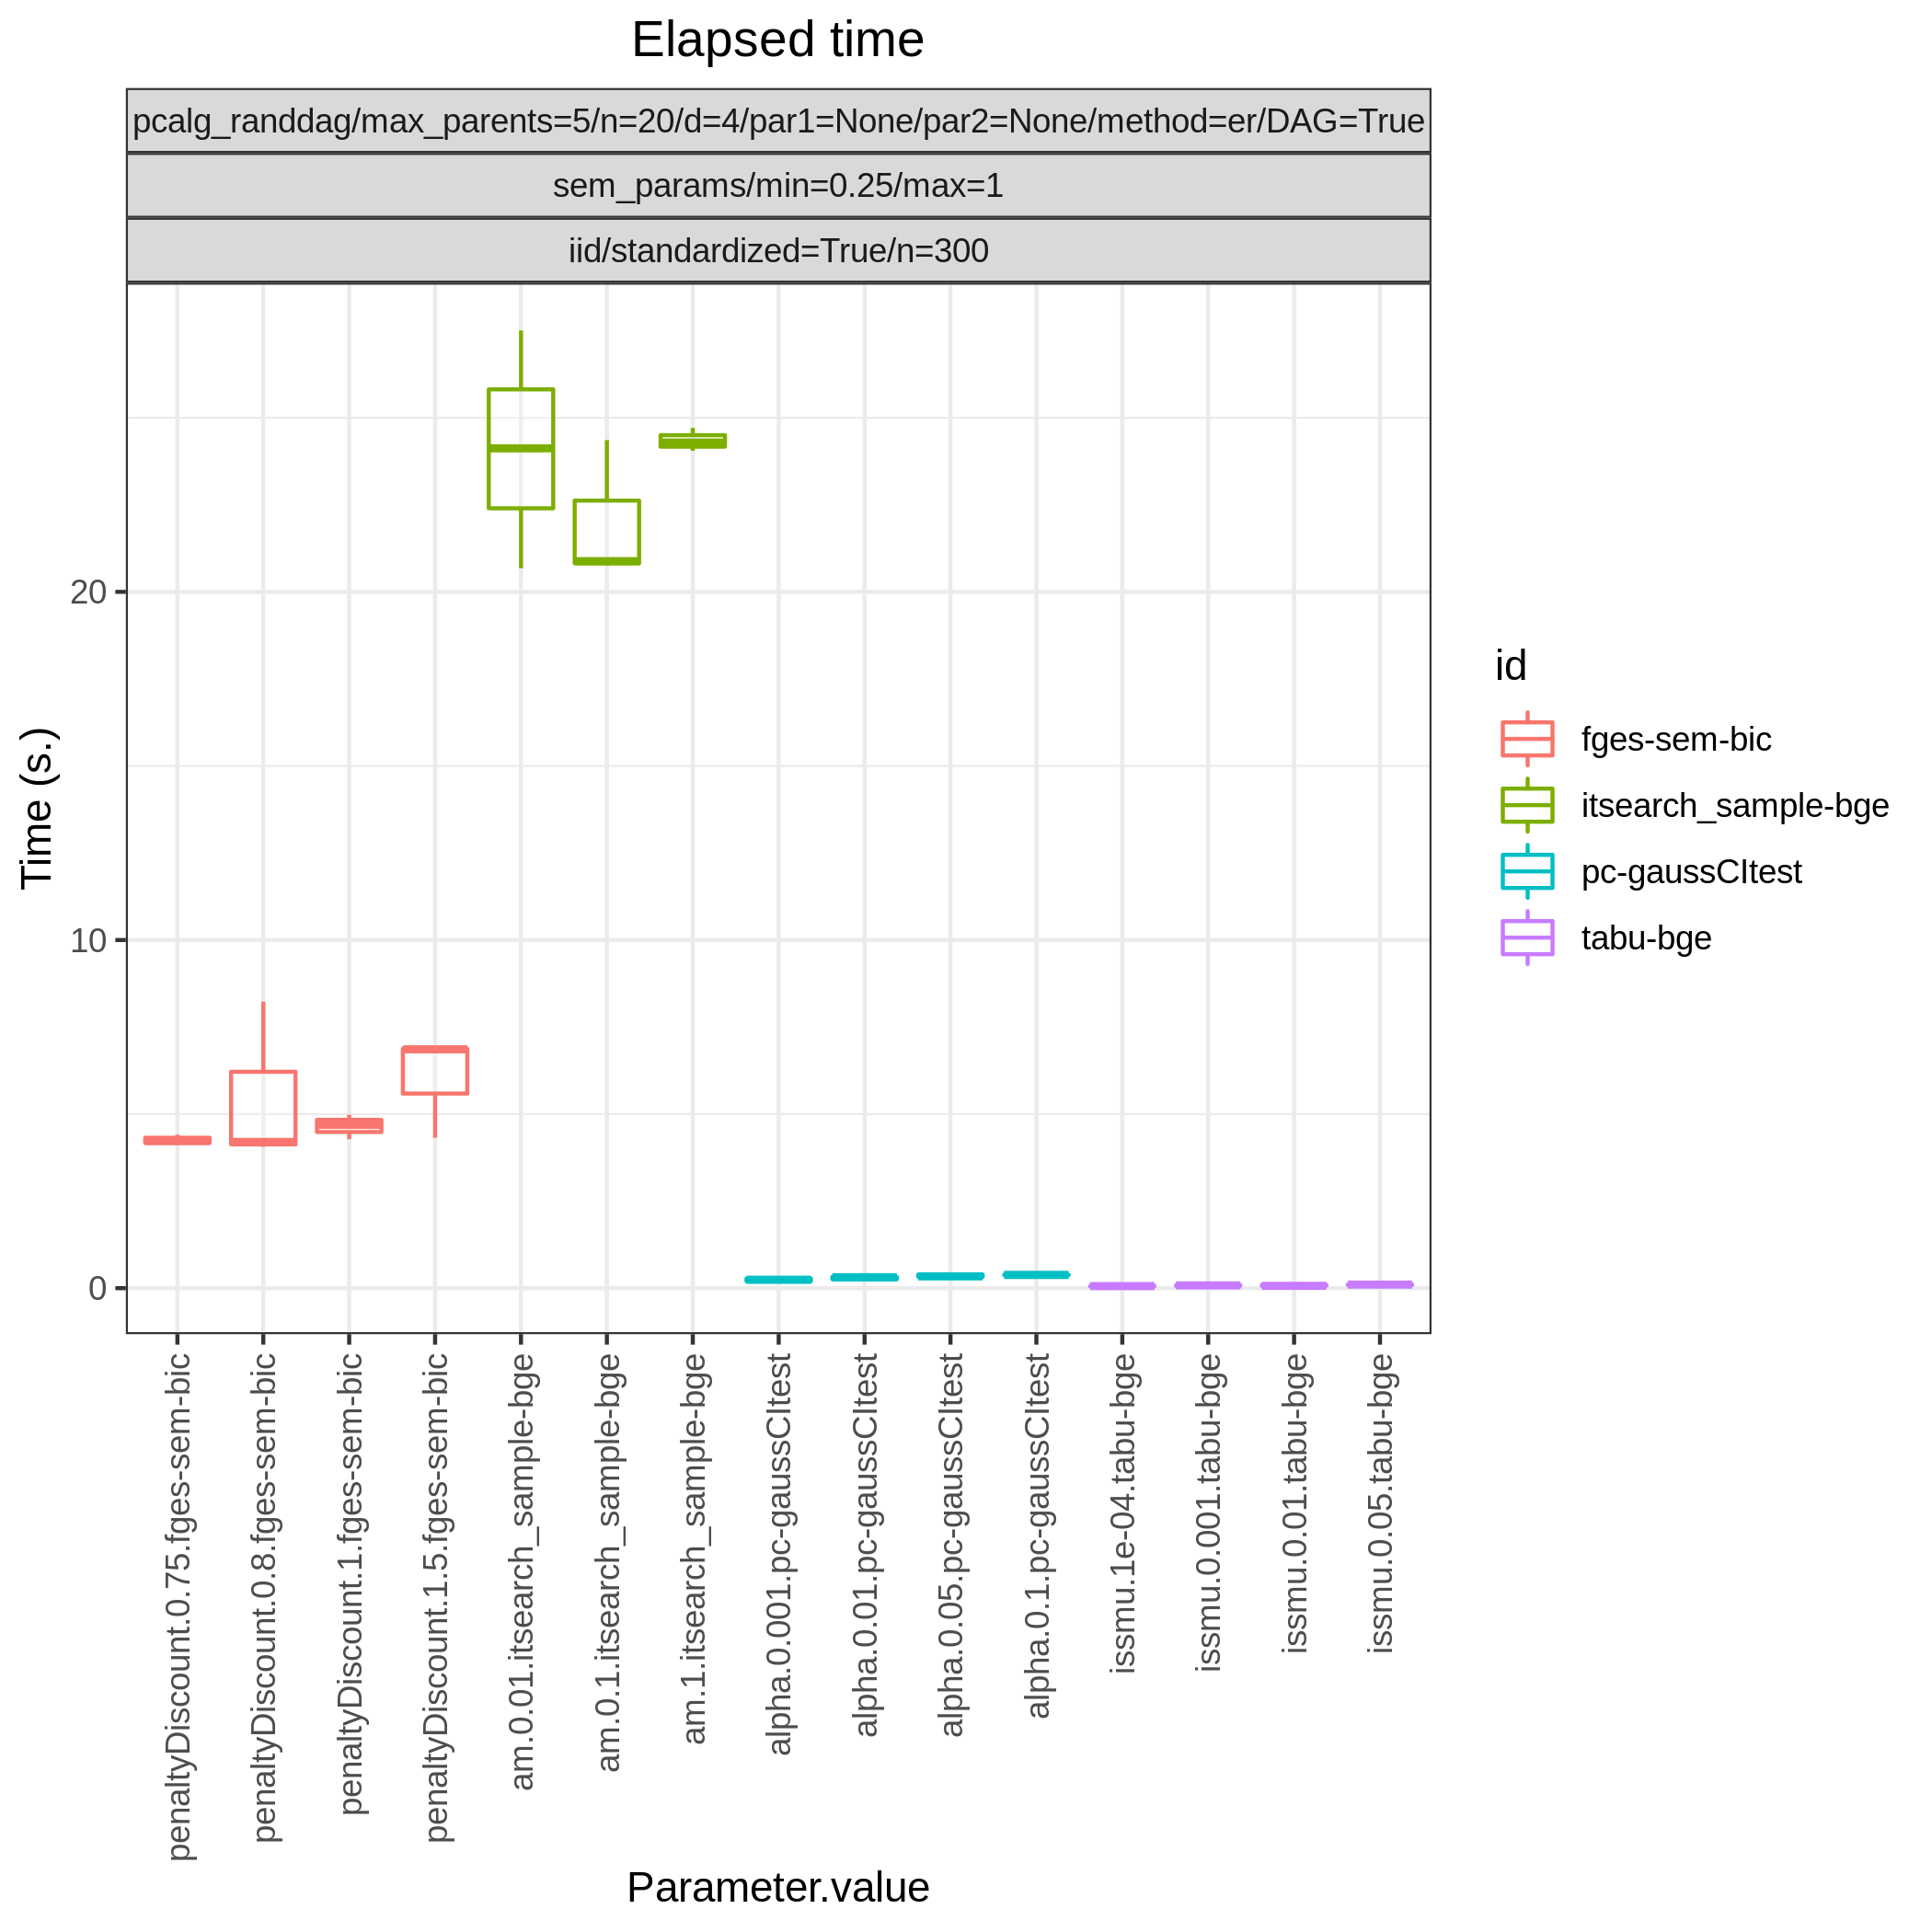 Elapsed time
pcalg_randdag/max_parents=5/n=20/d=4/par1=None/par2=None/method=er/DAG=True
sem_params/min=0.25/max=1
iid/standardized=True/n=300
Time (s.)
20
10
0
penaltyDiscount.0.75.fges-sem-bic
penaltyDiscount.0.8.fges-sem-bic
penaltyDiscount.1.fges-sem-bic
penaltyDiscount.1.5.fges-sem-bic
am.0.01.itsearch_sample-bge
am.0.1.itsearch_sample-bge
am.1.itsearch_sample-bge
alpha.0.001.pc-gaussCItest
alpha.0.01.pc-gaussCItest
alpha.0.05.pc-gaussCItest
alpha.0.1.pc-gaussCItest
issmu.1e-04.tabu-bge
issmu.0.001.tabu-bge
issmu.0.01.tabu-bge
issmu.0.05.tabu-bge
Parameter.value
id
fges-sem-bic
itsearch_sample-bge
pc-gaussCItest
tabu-bge